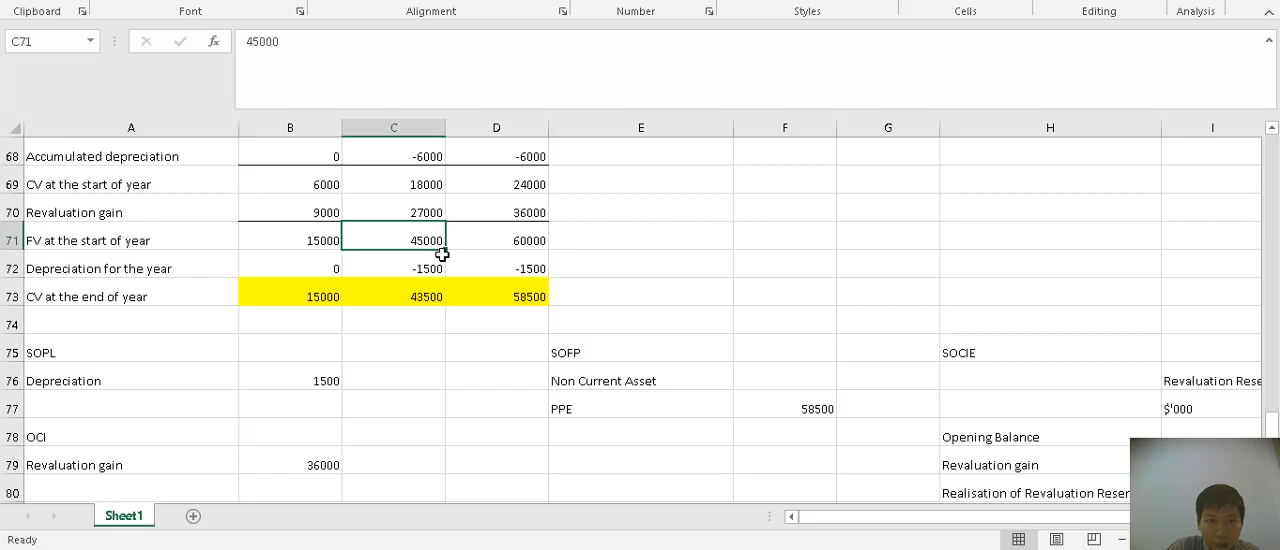 Clipboard Font Alignment Number Styles Cells Editing Analysis
C71 fx 45000
A B C D E F G H I
68 Accumulated depreciation 0 -6000 -6000
69 CV at the start of year 6000 18000 24000
70 Revaluation gain 9000 27000 36000
71 FV at the start of year 15000 45000 60000
72 Depreciation for the year 0 -1500 -1500
73 CV at the end of year 15000 43500 58500
74
75 SOPL SOFP SOCIE
76 Depreciation 1500 Non Current Asset Revaluation Rese
77 PPE 58500 $'000
78 OCI Opening Balance
79 Revaluation gain 36000 Revaluation gain
80 Realisation of Revaluation Reser
Sheet1
Ready